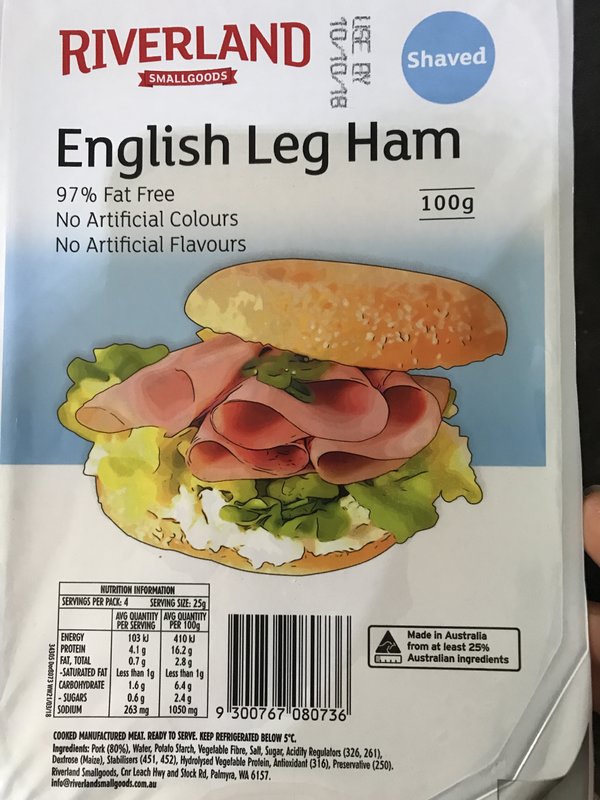 RIVERLAND
SMALLGOODS
USE BY
10/10/18
Shaved
English Leg Ham
97% Fat Free
No Artificial Colours
No Artificial Flavours
100g
NUTRITION INFORMATION
SERVINGS PER PACK: 4 SERVING SIZE: 25g
AVG QUANTITY PER SERVING AVG QUANTITY PER 100g
ENERGY 103 kJ 410 kJ
PROTEIN 4.1 g 16.2 g
FAT, TOTAL 0.7 g 2.8 g
-SATURATED FAT Less than 1g Less than 1g
CARBOHYDRATE 1.6 g 6.4 g
- SUGARS 0.6 g 2.4 g
SODIUM 263 mg 1050 mg
9 300767 080736
Made in Australia
from at least 25%
Australian ingredients
COOKED MANUFACTURED MEAT. READY TO SERVE. KEEP REFRIGERATED BELOW 5°C.
Ingredients: Pork (80%), Water, Potato Starch, Vegetable Fibre, Salt, Sugar, Acidity Regulators (326, 261),
Dextrose (Maize), Stabilisers (451, 452), Hydrolysed Vegetable Protein, Antioxidant (316), Preservative (250).
Riverland Smallgoods, Cnr Leach Hwy and Stock Rd, Palmyra, WA 6157.
info@riverlandsmallgoods.com.au